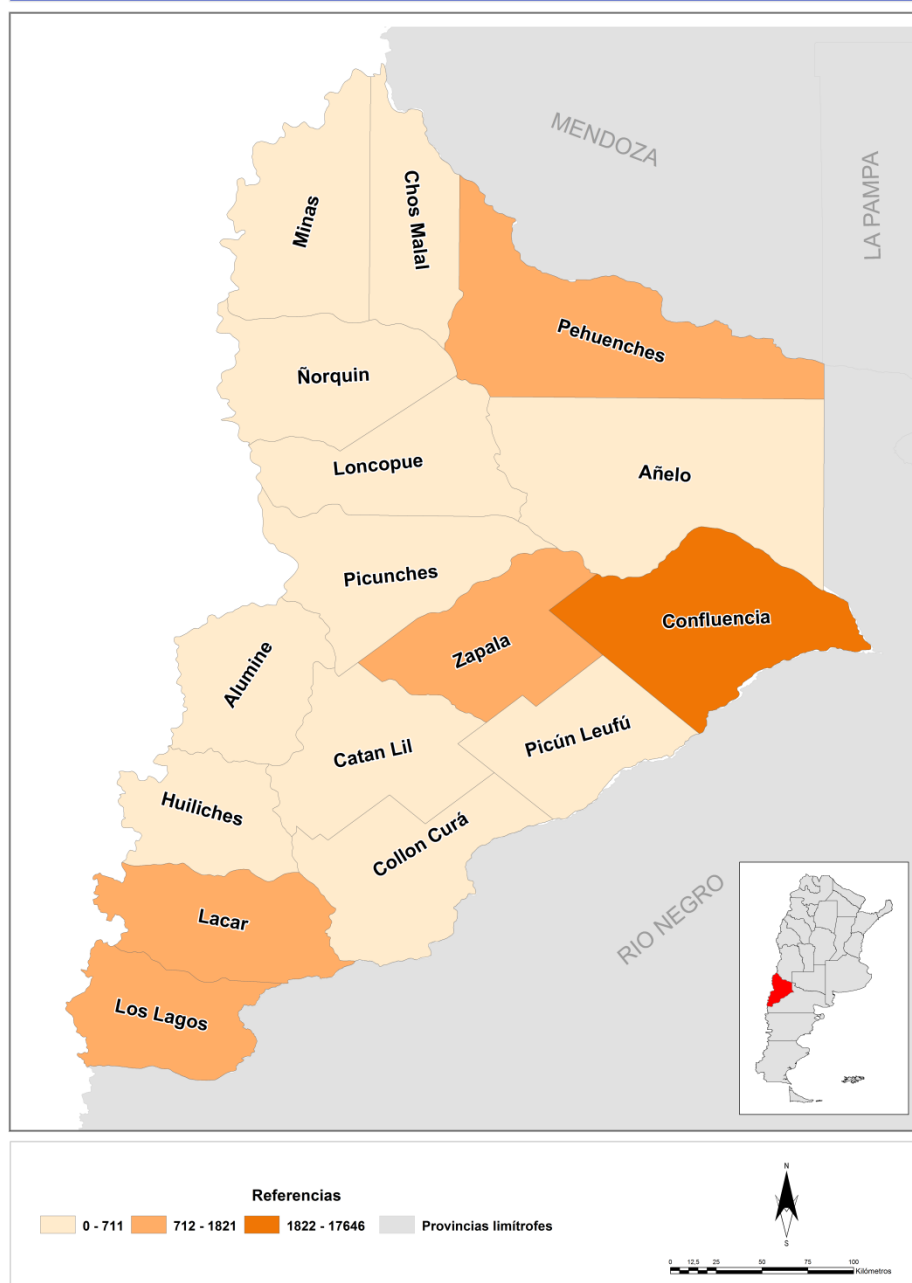 MENDOZA
LA PAMPA
Minas
Chos Malal
Pehuenches
Ñorquin
Loncopue
Añelo
Picunches
Confluencia
Zapala
Alumine
Catan Lil
Picún Leufú
Huiliches
Collon Curá
Lacar
RIO NEGRO
Los Lagos
Referencias
0 - 711
712 - 1821
1822 - 17646
Provincias limítrofes
N
S
0 12,5 25 50 75 100
Kilómetros